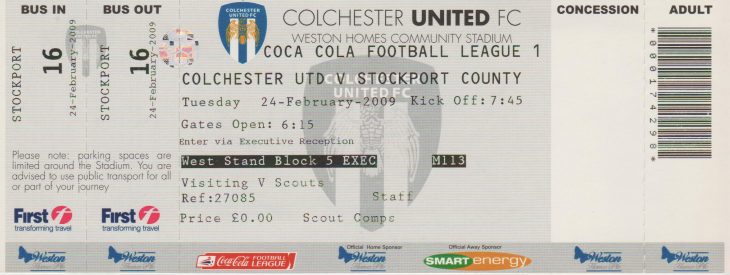 BUS IN
BUS OUT
STOCKPORT
16
24-February-2009
STOCKPORT
16
24-February-2009
Please note: parking spaces are
limited around the Stadium. You are
advised to use public transport for all
or part of your journey
First
transforming travel
First
transforming travel
COLCHESTER UNITED FC
WESTON HOMES COMMUNITY STADIUM
COCA COLA FOOTBALL LEAGUE 1
COLCHESTER UTD V STOCKPORT COUNTY
Tuesday 24-February-2009 Kick Off:7:45
Gates Open: 6:15
Enter via Executive Reception
West Stand Block 5 EXEC M113
Visiting V Scouts
Ref:27085 Staff
Price £0.00 Scout Comps
COLCHESTER
UNITED FC
COLCHESTER
UNITED FC
CONCESSION
ADULT
*0000174298*
Weston
Weston
Coca-Cola FOOTBALL LEAGUE
Official Home Sponsor
Weston
Official Away Sponsor
SMARTenergy
Weston
Weston